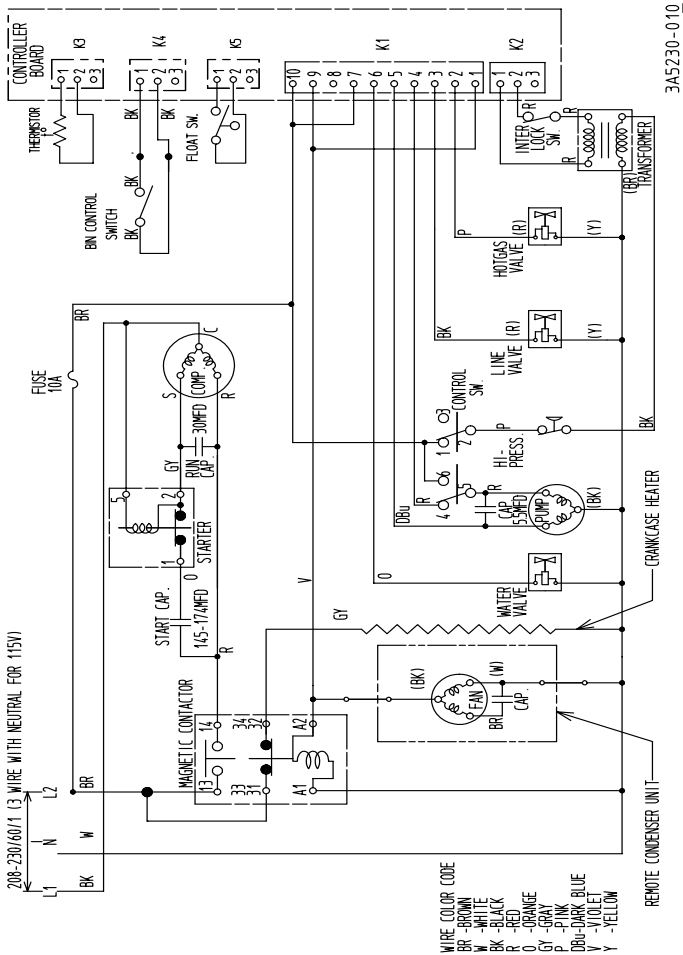 208-230/60/1 (3 WIRE WITH NEUTRAL FOR 115V)
L1
N
L2
BK
W
BR
FUSE
10A
BR
MAGNETIC CONTACTOR
13
14
33
34
31
32
A1
A2
START CAP.
145-174MFD
O
R
STARTER
1
2
5
GY
RUN
CAP.
30MFD
COMP.
S
R
C
BIN CONTROL
SWITCH
BK
BK
BK
BK
THERMISTOR
t°
FLOAT SW.
CONTROLLER
BOARD
K3
1
2
3
K4
1
2
3
K5
1
2
3
K1
10
9
8
7
6
5
4
3
2
1
K2
1
2
3
V
GY
DBu
R
O
BK
P
R
R
R
INTER
LOCK
SW.
TRANSFORMER
(BR)
CONTROL
SW.
1
3
2
4
6
5
P
HI-
PRESS.
BK
R
CAP.
55MFD
PUMP
(BK)
WATER
VALVE
LINE
VALVE
(R)
(Y)
HOTGAS
VALVE
(R)
(Y)
(BK)
FAN
BR
(W)
CAP.
CRANKCASE HEATER
REMOTE CONDENSER UNIT
WIRE COLOR CODE
BR -BROWN
W -WHITE
BK -BLACK
R -RED
O -ORANGE
GY -GRAY
P -PINK
DBu-DARK BLUE
V -VIOLET
Y -YELLOW
3A5230-010